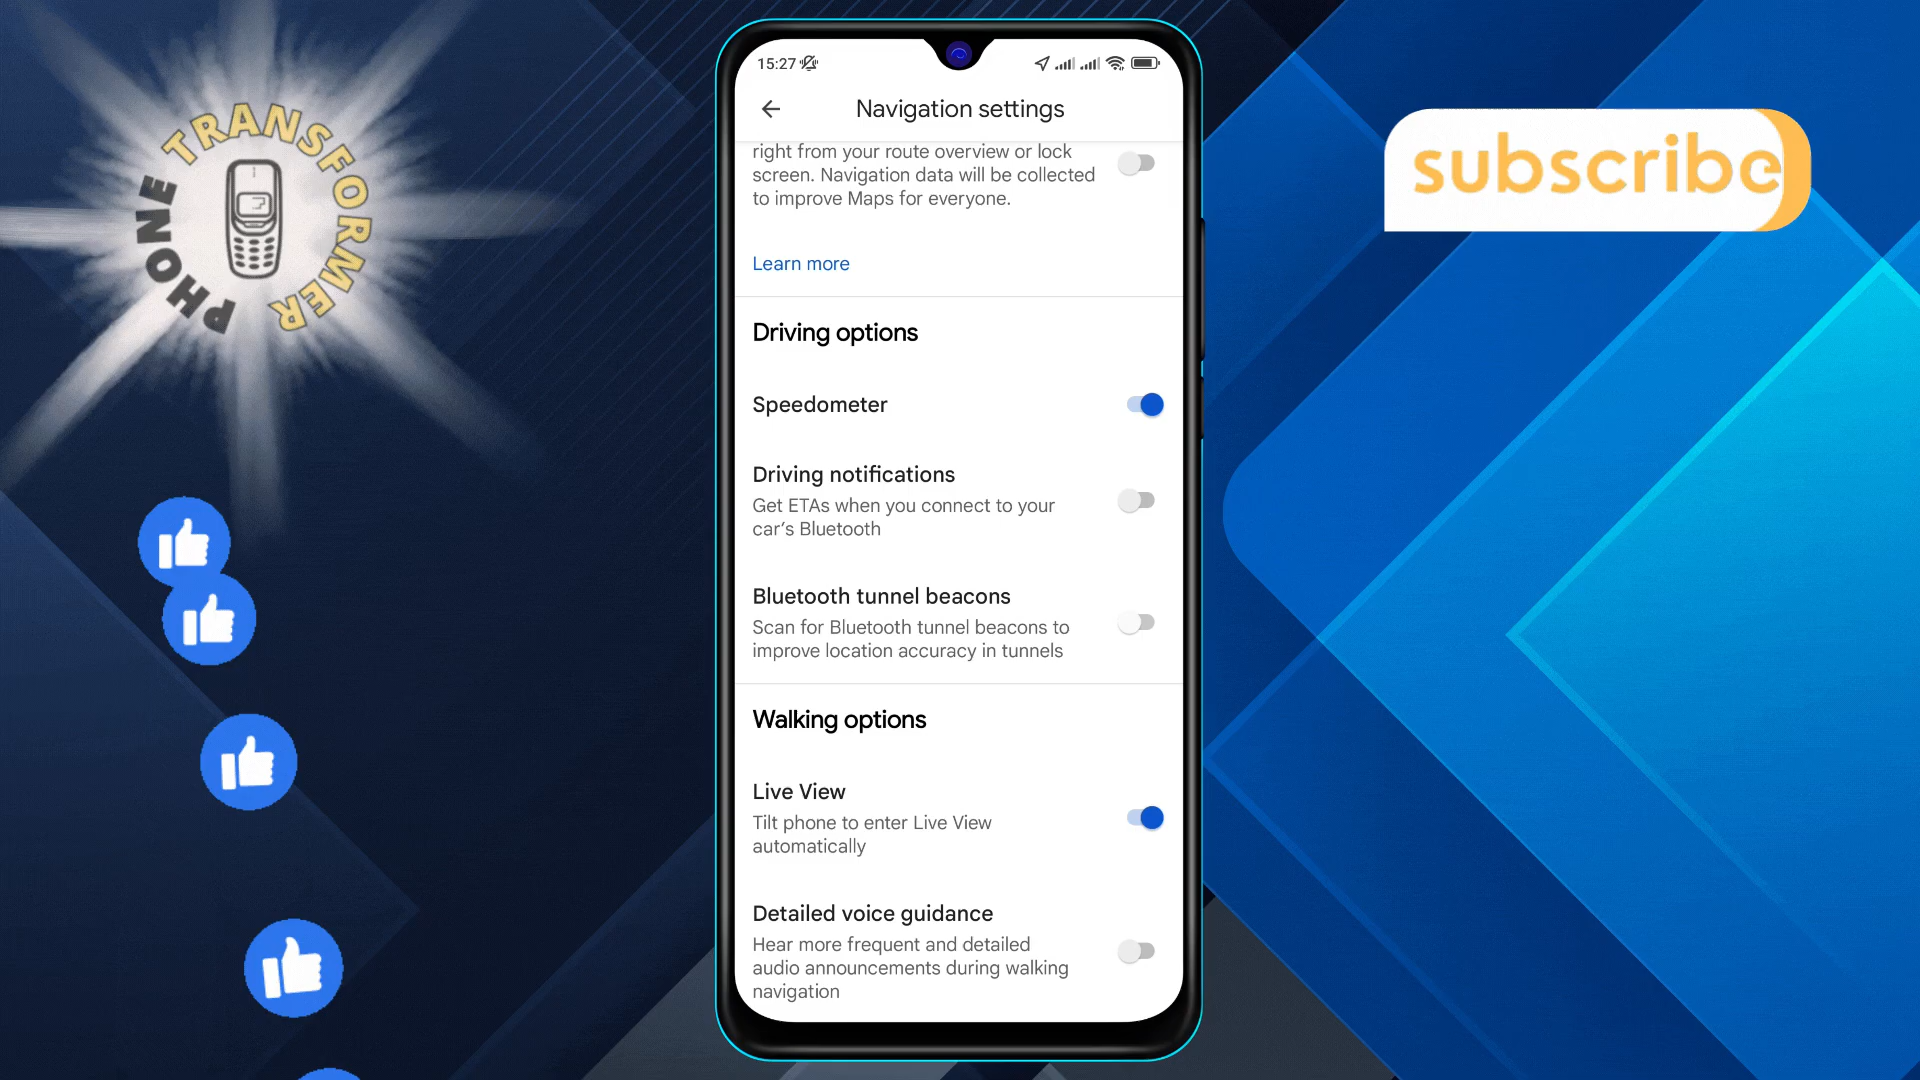 PHONE TRANSFORMER
subscribe
15:27
Navigation settings
right from your route overview or lock
screen. Navigation data will be collected
to improve Maps for everyone.
Learn more
Driving options
Speedometer
Driving notifications
Get ETAs when you connect to your
car's Bluetooth
Bluetooth tunnel beacons
Scan for Bluetooth tunnel beacons to
improve location accuracy in tunnels
Walking options
Live View
Tilt phone to enter Live View
automatically
Detailed voice guidance
Hear more frequent and detailed
audio announcements during walking
navigation